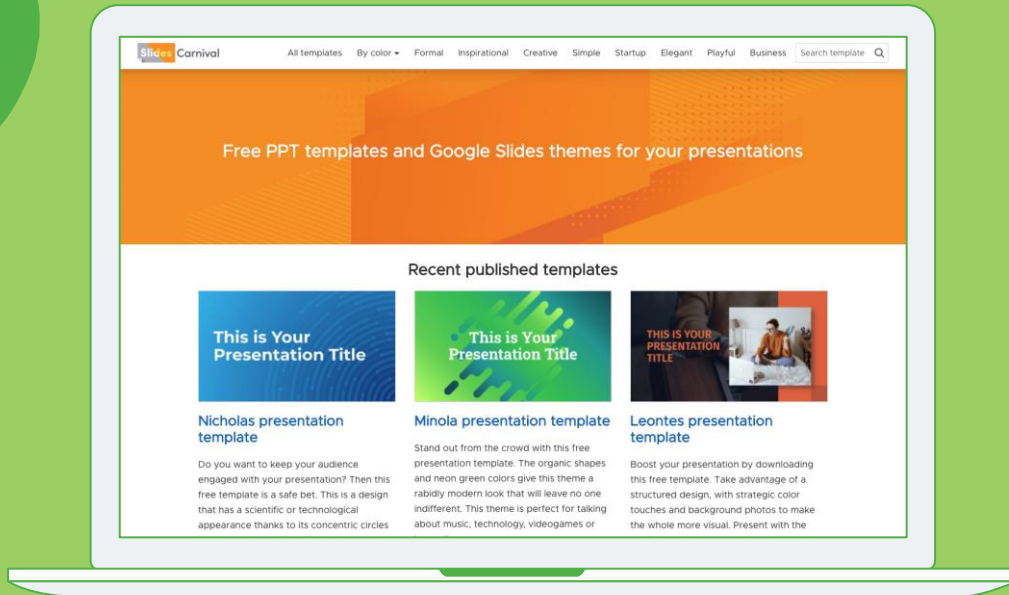 Slides Carnival
All templates By color Formal Inspirational Creative Simple Startup Elegant Playful Business Search template
Free PPT templates and Google Slides themes for your presentations
Recent published templates
This is Your
Presentation Title
This is Your
Presentation Title
THIS IS YOUR
PRESENTATION
TITLE
Nicholas presentation
template
Do you want to keep your audience
engaged with your presentation? Then this
free template is a safe bet. This is a design
that has a scientific or technological
appearance thanks to its concentric circles
Minola presentation template
Stand out from the crowd with this free
presentation template. The organic shapes
and neon green colors give this theme a
rabidly modern look that will leave no one
indifferent. This theme is perfect for talking
about music, technology, videogames or
Leontes presentation
template
Boost your presentation by downloading
this free template. Take advantage of a
structured design, with strategic color
touches and background photos to make
the whole more visual. Present with the